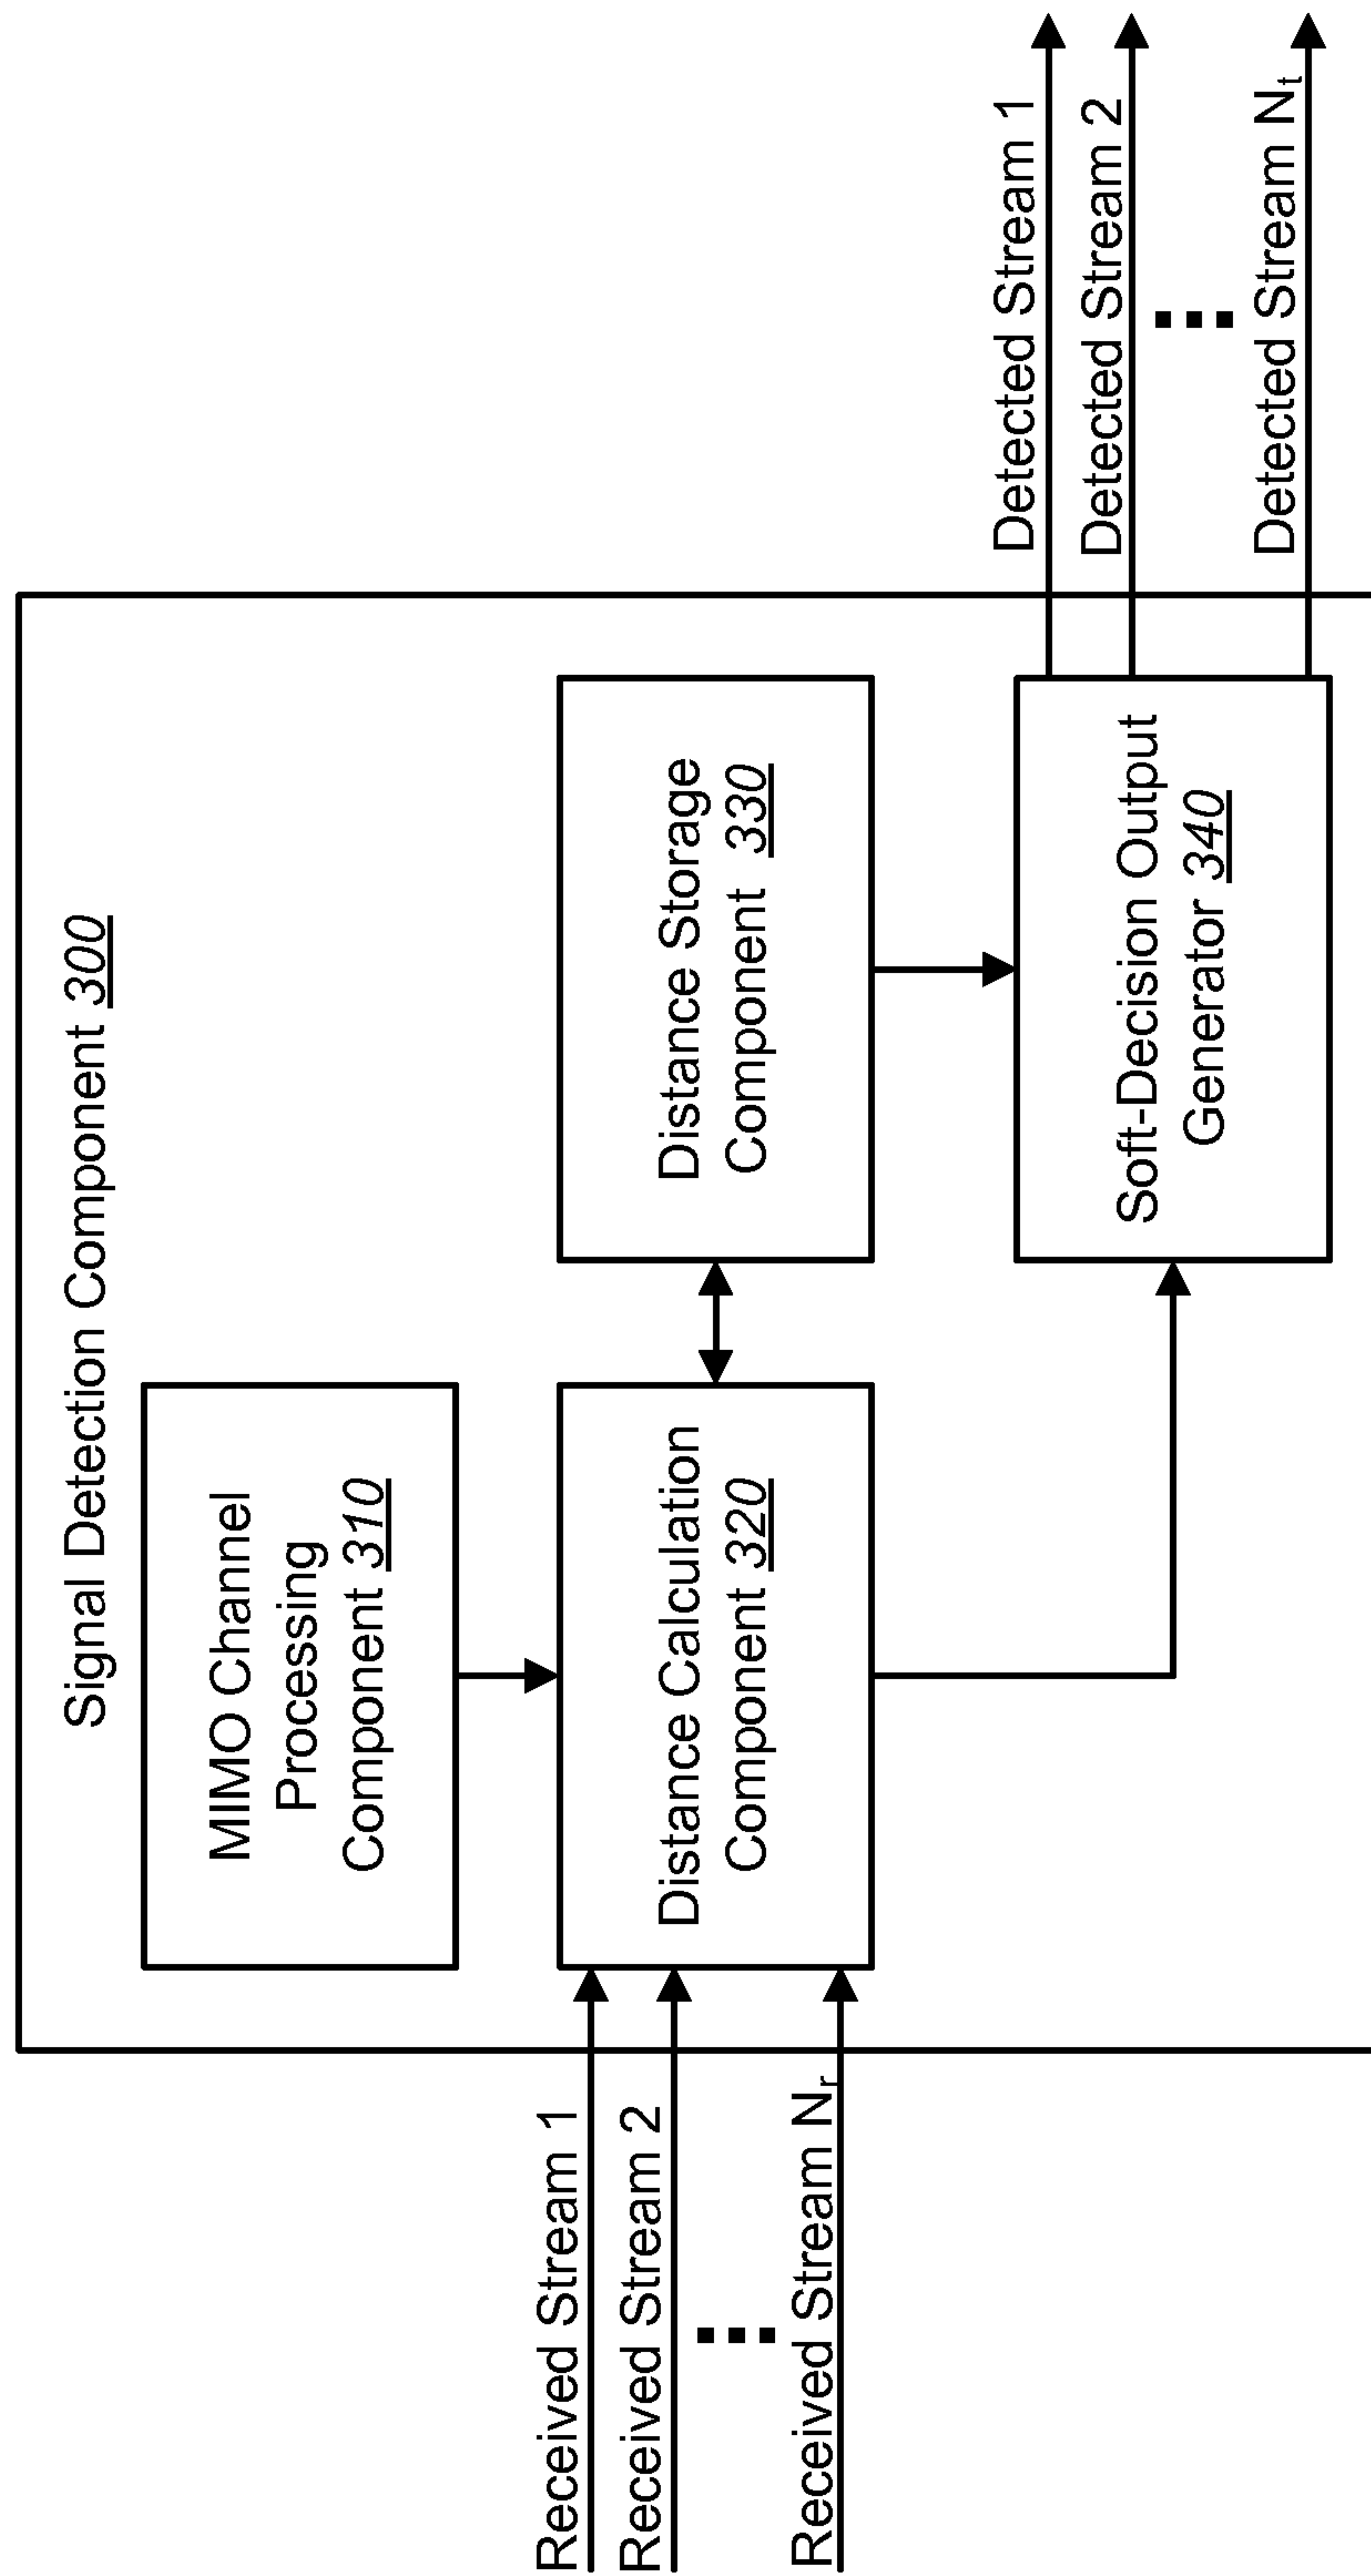 Signal Detection Component 300
MIMO Channel
Processing
Component 310
Received Stream 1
Received Stream 2
Received Stream Nr
Distance Calculation
Component 320
Distance Storage
Component 330
Soft-Decision Output
Generator 340
Detected Stream 1
Detected Stream 2
Detected Stream Nt